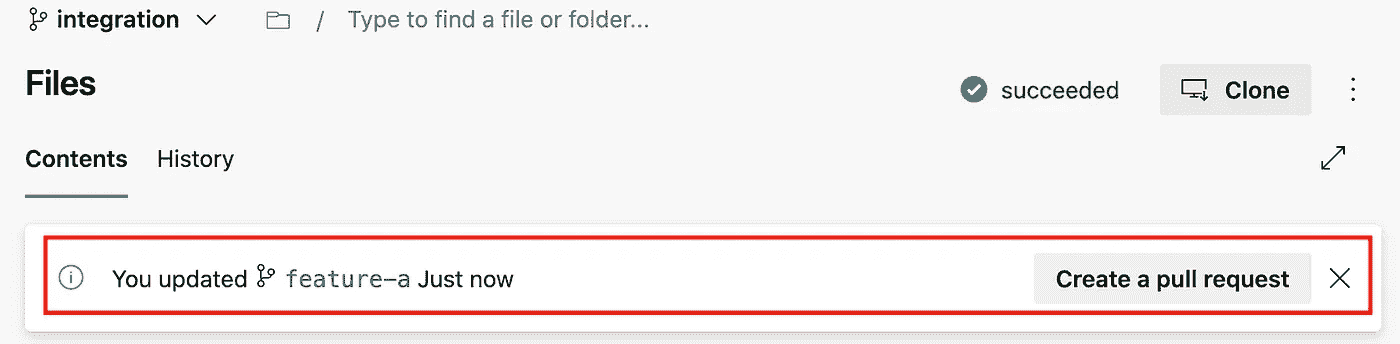 integration / Type to find a file or folder...
Files
succeeded Clone
Contents History
You updated feature-a Just now Create a pull request